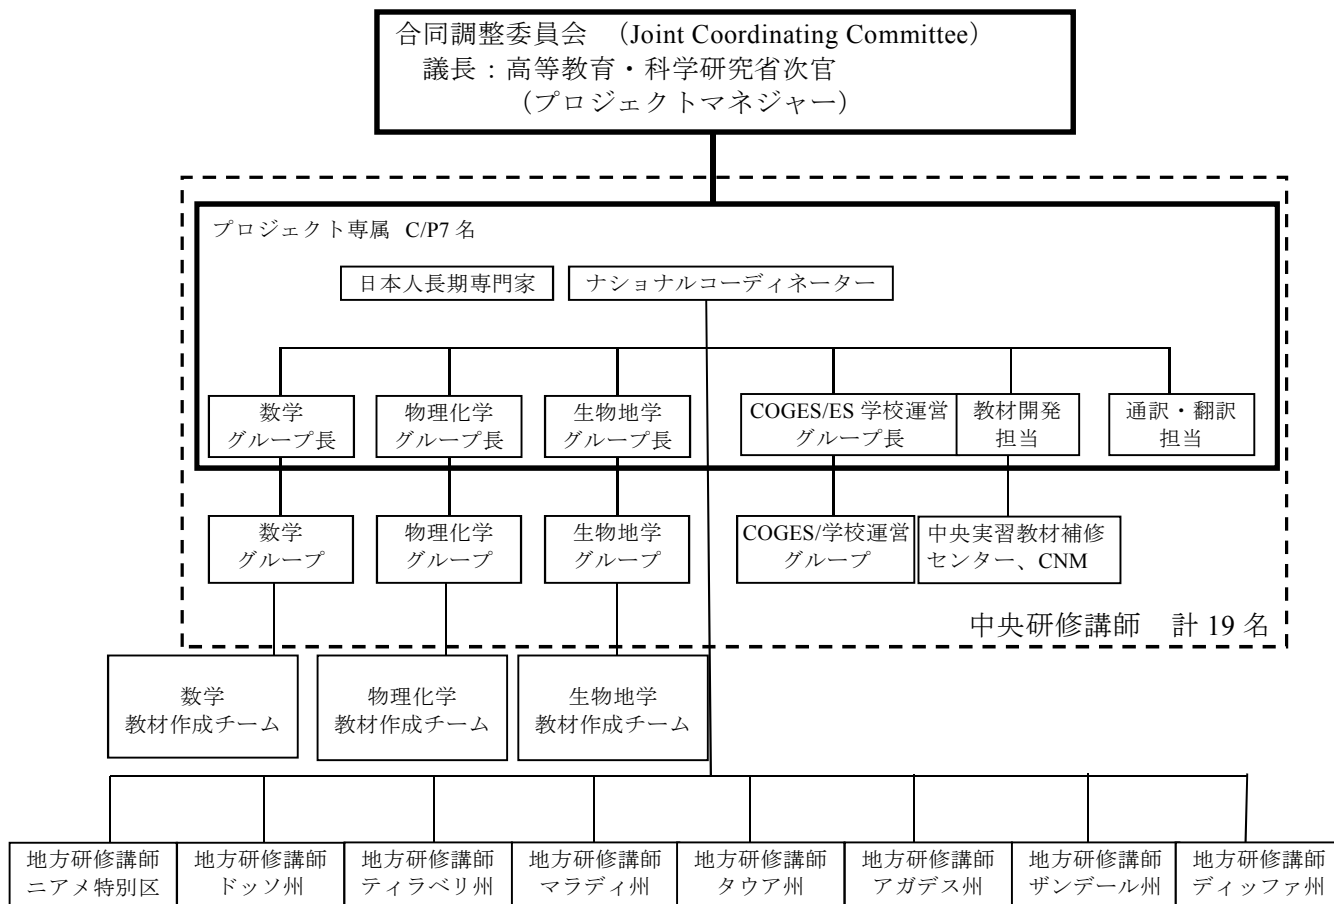 合同調整委員会 (Joint Coordinating Committee)
議長:高等教育・科学研究省次官
(プロジェクトマネジャー)
プロジェクト専属 C/P7 名
日本人長期専門家
ナショナルコーディネーター
数学
グループ長
物理化学
グループ長
生物地学
グループ長
COGES/ES 学校運営
グループ長
教材開発
担当
通訳・翻訳
担当
数学
グループ
物理化学
グループ
生物地学
グループ
COGES/学校運営
グループ
中央実習教材補修
センター、CNM
中央研修講師 計 19 名
数学
教材作成チーム
物理化学
教材作成チーム
生物地学
教材作成チーム
地方研修講師
ニアメ特別区
地方研修講師
ドッソ州
地方研修講師
ティラベリ州
地方研修講師
マラディ州
地方研修講師
タウア州
地方研修講師
アガデス州
地方研修講師
ザンデール州
地方研修講師
ディッファ州